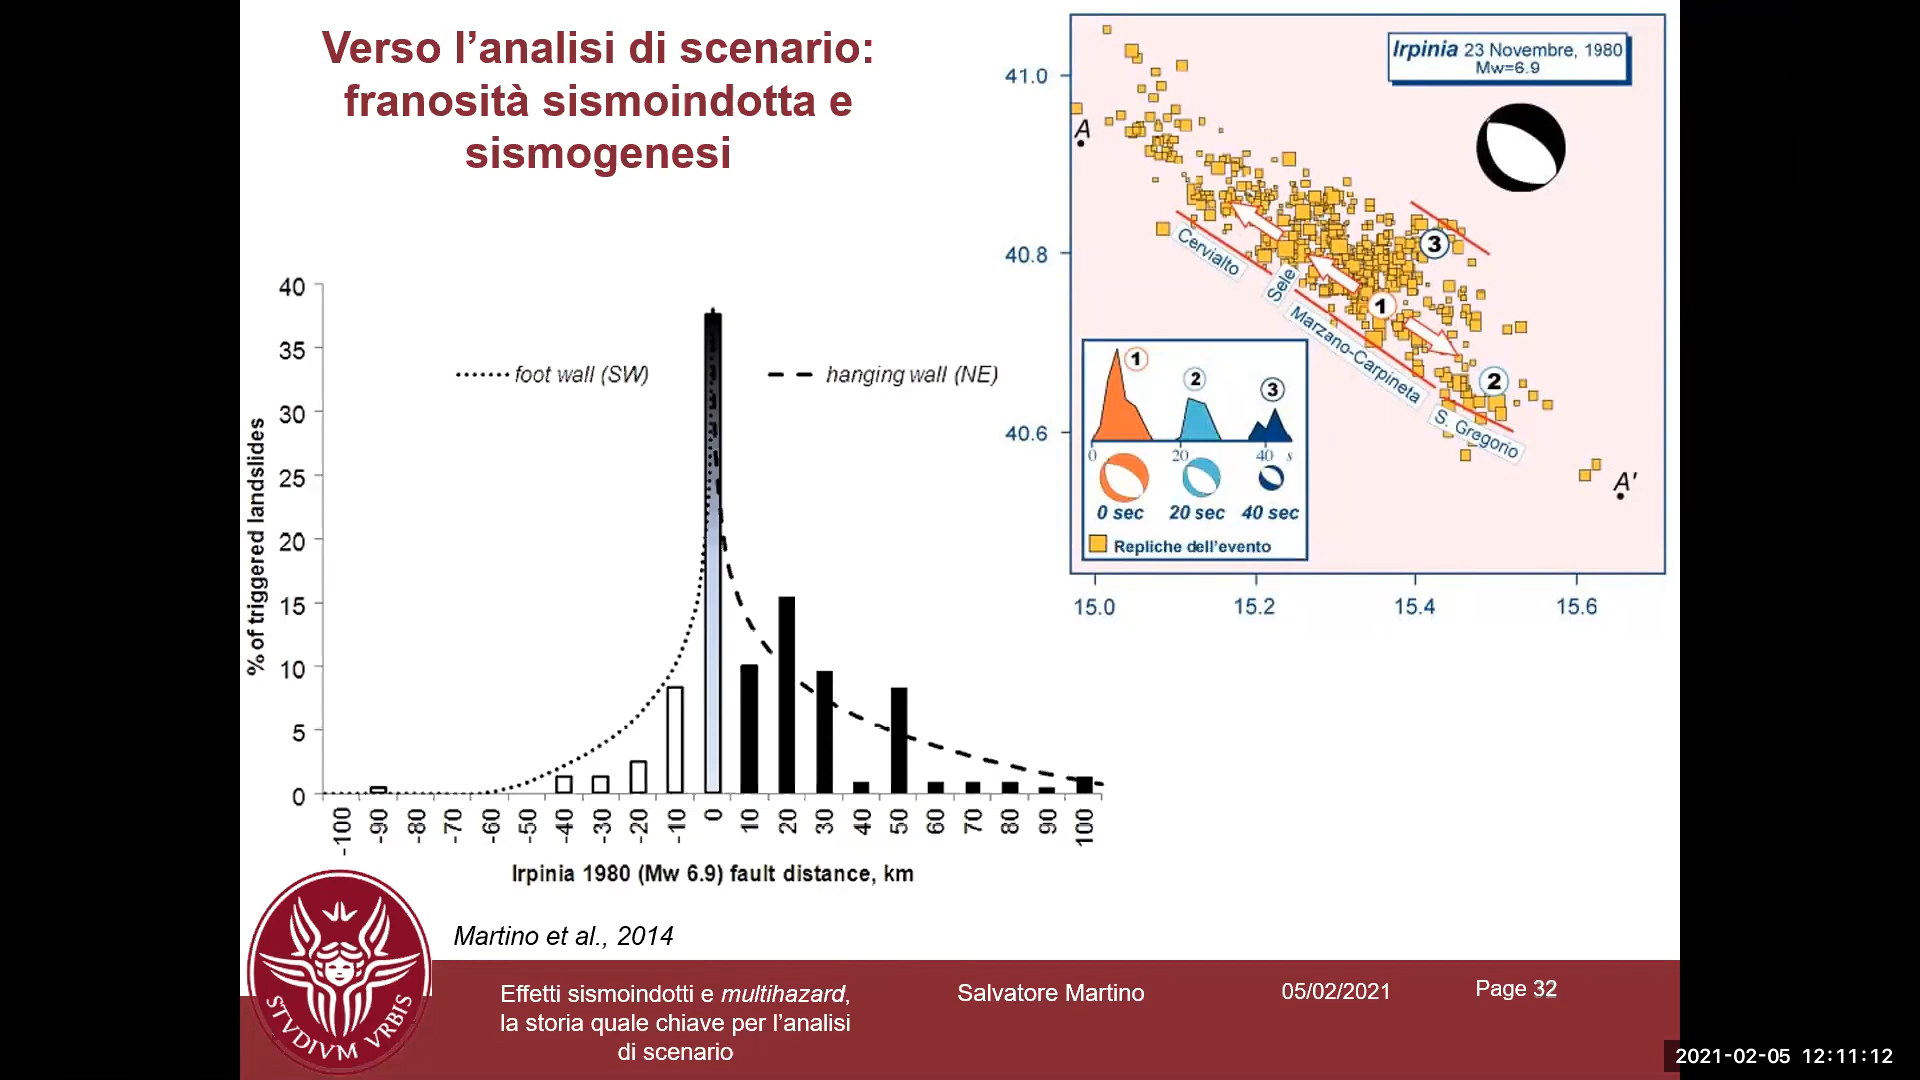 Verso l’analisi di scenario:
franosità sismoindotta e
sismogenesi
40
35
30
25
20
15
10
5
0
% of triggered landslides
foot wall (SW)
hanging wall (NE)
-100
-90
-80
-70
-60
-50
-40
-30
-20
-10
0
10
20
30
40
50
60
70
80
90
100
Irpinia 1980 (Mw 6.9) fault distance, km
Irpinia 23 Novembre, 1980
Mw=6.9
41.0
40.8
40.6
15.0
15.2
15.4
15.6
A
A'
Cervialto
Sele
Marzano-Carpineta
S. Gregorio
1
2
3
1
2
3
0
20
40
s
0 sec
20 sec
40 sec
Repliche dell'evento
Martino et al., 2014
STVDIVM VRBIS
Effetti sismoindotti e multihazard,
la storia quale chiave per l’analisi
di scenario
Salvatore Martino
05/02/2021
Page 32
2021-02-05 12:11:12